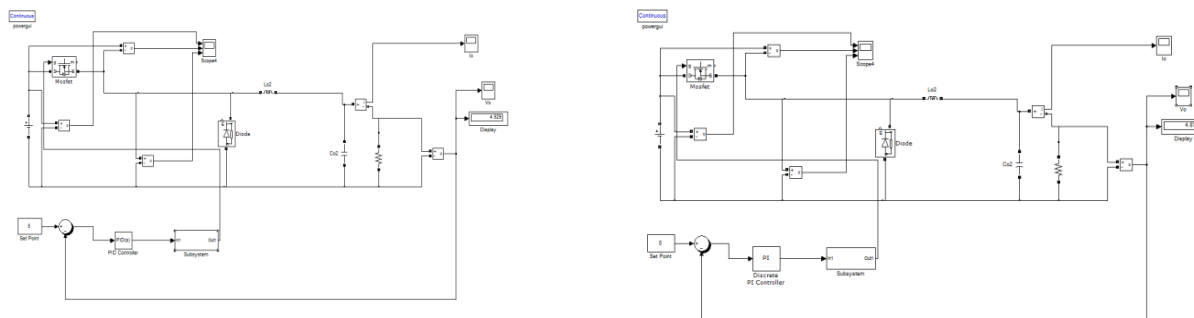 Continuous
powergui
Scope4
Io
Mosfet
Lo2
Vo
4.929
Display
Diode
Co2
5
Set Point
PID(s)
PID Controller
In1
Out1
Subsystem
Continuous
powergui
Scope4
Io
Mosfet
Lo2
Vo
Display
Diode
Co2
Set Point
PI
Discrete
PI Controller
In1
Out1
Subsystem